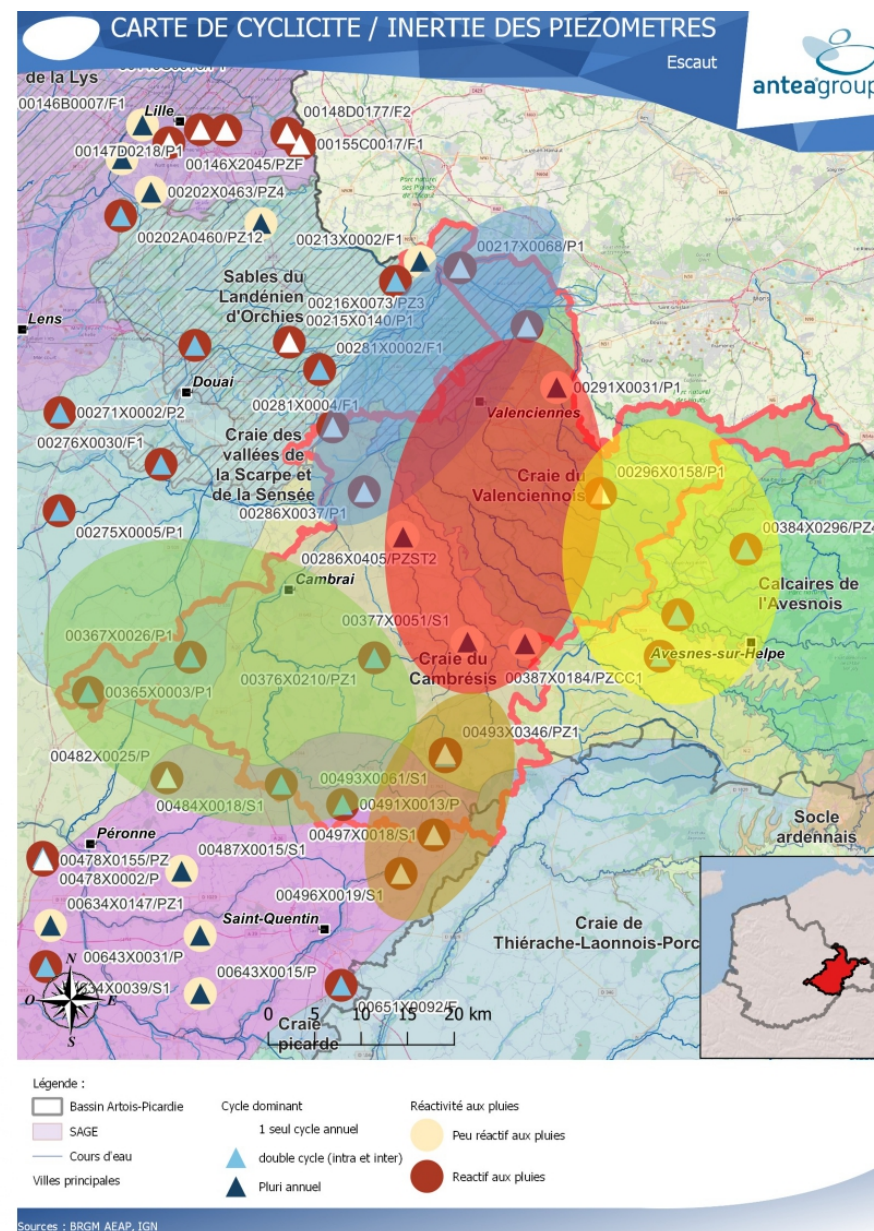 CARTE DE CYCLICITE / INERTIE DES PIEZOMETRES
Escaut
anteagroup
de la Lys
00146B0007/F1
Lille
00148D0177/F2
00147D0218/P1
00146X2045/PZF
00155C0017/F1
00202X0463/PZ4
00202A0460/PZ12
00213X0002/F1
00217X0068/P1
Sables du
Landénien
d'Orchies
00216X0073/PZ3
00215X0140/P1
Lens
00281X0002/F1
Douai
00291X0031/P1
00271X0002/P2
00281X0004/F1
Valenciennes
00276X0030/F1
Craie des
vallées de
la Scarpe et
de la Sensée
Craie du
Valenciennois
00296X0158/P1
00275X0005/P1
00286X0037/P1
00384X0296/PZ4
00286X0405/PZST2
Cambrai
Calcaires de
l'Avesnois
00377X0051/S1
00367X0026/P1
Avesnes-sur-Helpe
00376X0210/PZ1
Craie du
Cambrésis
00387X0184/PZCC1
00365X0003/P1
00493X0346/PZ1
00482X0025/P
00484X0018/S1
00493X0061/S1
00491X0013/P
Socle
ardennais
Péronne
00497X0018/S1
00487X0015/S1
00478X0155/PZ
00478X0002/P
00496X0019/S1
00634X0147/PZ1
Saint-Quentin
Craie de
Thiérache-Laonnois-Porc
00643X0031/P
00643X0015/P
634X0039/S1
00651X0092/F
N
O
E
S
0 5 10 15 20 km
Craie
picarde
Légende :
Bassin Artois-Picardie
SAGE
Cours d'eau
Villes principales
Cycle dominant
1 seul cycle annuel
double cycle (intra et inter)
Pluri annuel
Réactivité aux pluies
Peu réactif aux pluies
Reactif aux pluies
Sources : BRGM AEAP, IGN